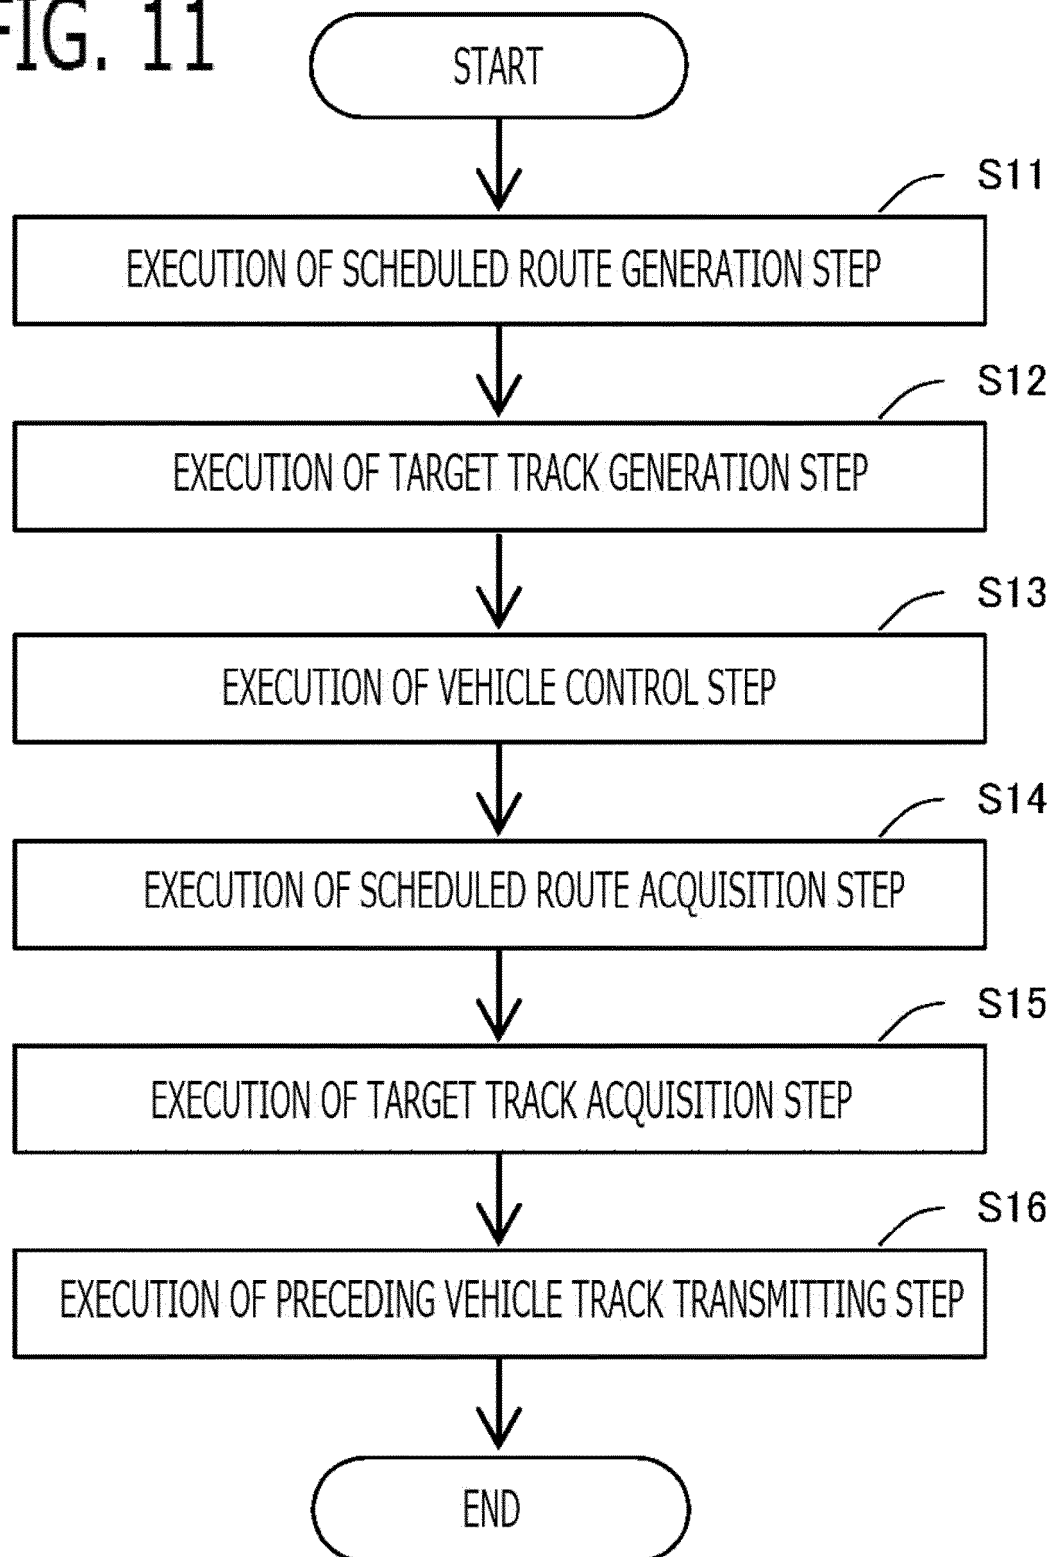 FIG. 11
START
S11
EXECUTION OF SCHEDULED ROUTE GENERATION STEP
S12
EXECUTION OF TARGET TRACK GENERATION STEP
S13
EXECUTION OF VEHICLE CONTROL STEP
S14
EXECUTION OF SCHEDULED ROUTE ACQUISITION STEP
S15
EXECUTION OF TARGET TRACK ACQUISITION STEP
S16
EXECUTION OF PRECEDING VEHICLE TRACK TRANSMITTING STEP
END